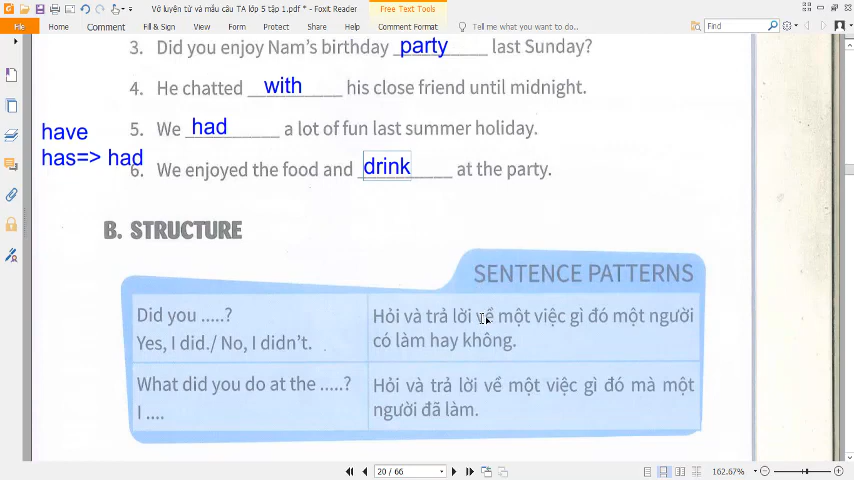 Vở luyện từ và mẫu câu TA lớp 5 tập 1.pdf * - Foxit Reader
Free Text Tools
File
Home
Comment
Fill & Sign
View
Form
Protect
Share
Help
Extras
Comment Format
Tell me what you want to do...
Find
3. Did you enjoy Nam's birthday party last Sunday?
4. He chatted with his close friend until midnight.
5. We had a lot of fun last summer holiday.
have
has=> had
6. We enjoyed the food and drink at the party.
B. STRUCTURE
SENTENCE PATTERNS
Did you .....?
Yes, I did./ No, I didn't.
Hỏi và trả lời về một việc gì đó một người
có làm hay không.
What did you do at the .....?
I ....
Hỏi và trả lời về một việc gì đó mà một
người đã làm.
20 / 66
162.67%